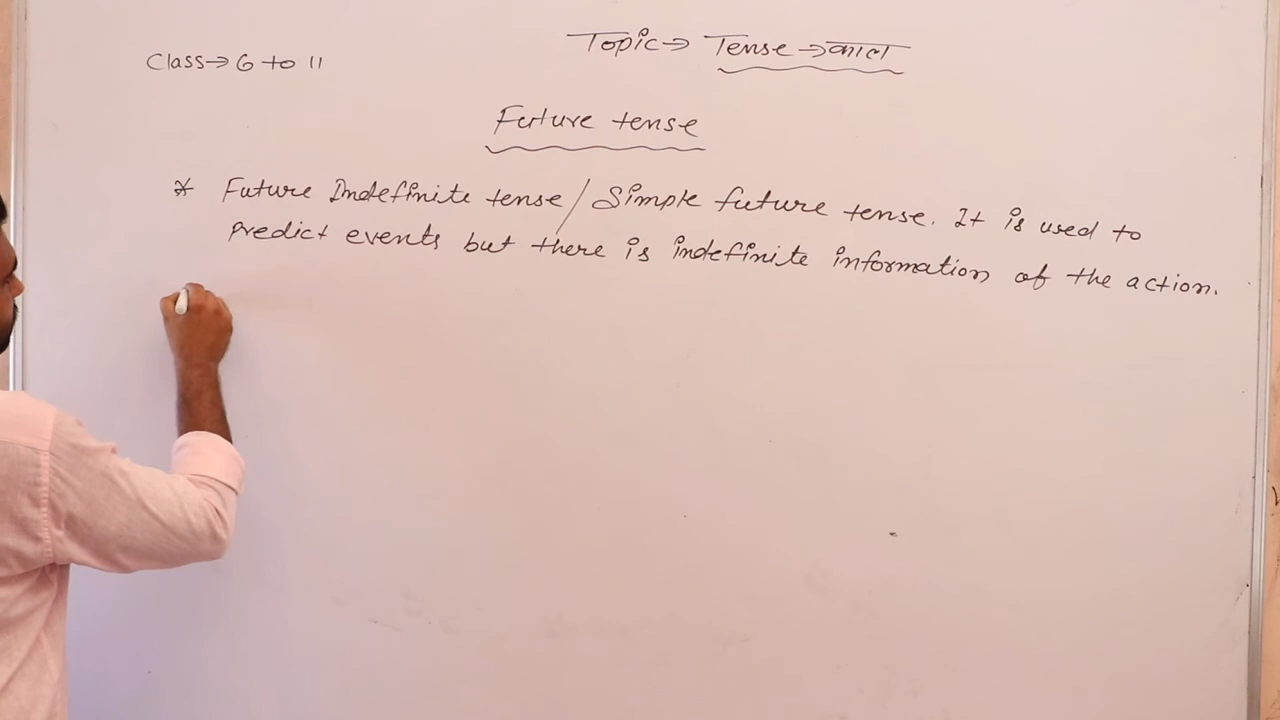 Class→ 6 to 11
Topic→ Tense→काल
Future tense
* Future Indefinite tense/Simple future tense. It is used to
Predict events but there is indefinite information of the action.